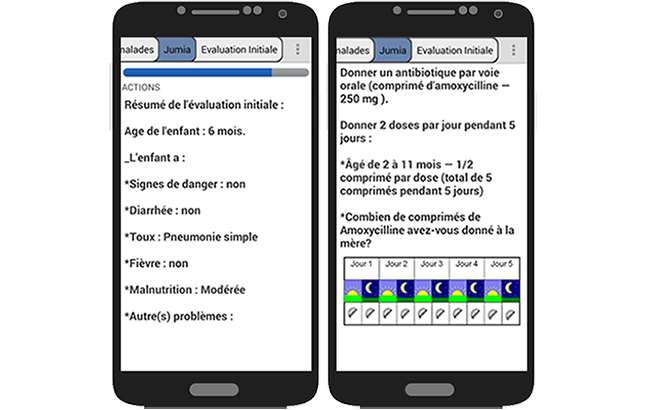 nalades Jumia Evaluation Initiale
ACTIONS
Résumé de l'évaluation initiale :
Age de l'enfant : 6 mois.
_L'enfant a :
*Signes de danger : non
*Diarrhée : non
*Toux : Pneumonie simple
*Fièvre : non
*Malnutrition : Modérée
*Autre(s) problèmes :
nalades Jumia Evaluation Initiale
Donner un antibiotique par voie
orale (comprimé d'amoxycilline —
250 mg ).
Donner 2 doses par jour pendant 5
jours :
*Âgé de 2 à 11 mois — 1/2
comprimé par dose (total de 5
comprimés pendant 5 jours)
*Combien de comprimés de
Amoxycilline avez-vous donné à la
mère?
Jour 1 Jour 2 Jour 3 Jour 4 Jour 5